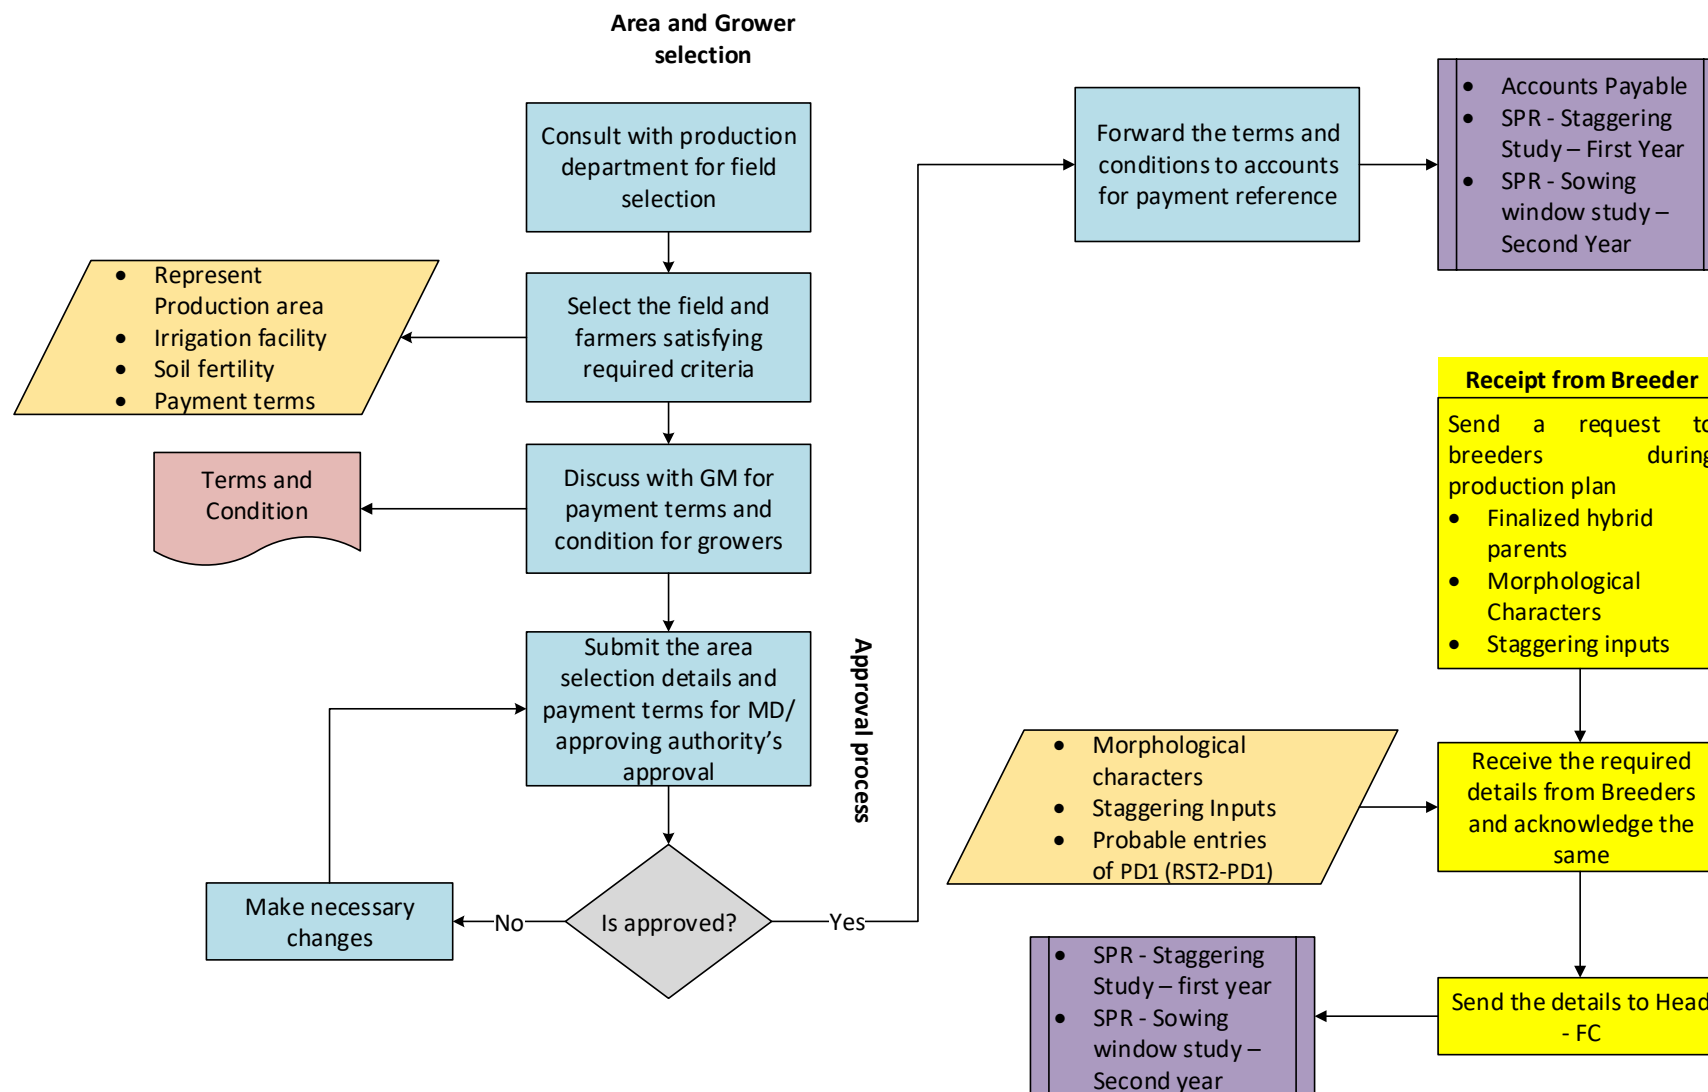 Area and Grower
selection
Consult with production
department for field
selection
• Represent
Production area
• Irrigation facility
• Soil fertility
• Payment terms
Select the field and
farmers satisfying
required criteria
Terms and
Condition
Discuss with GM for
payment terms and
condition for growers
Submit the area
selection details and
payment terms for MD/
approving authority’s
approval
Approval process
Is approved?
No
Yes
Make necessary
changes
Forward the terms and
conditions to accounts
for payment reference
• Accounts Payable
• SPR - Staggering
Study – First Year
• SPR - Sowing
window study –
Second Year
Receipt from Breeder
Send a request to
breeders during
production plan
• Finalized hybrid
parents
• Morphological
Characters
• Staggering inputs
• Morphological
characters
• Staggering Inputs
• Probable entries
of PD1 (RST2-PD1)
Receive the required
details from Breeders
and acknowledge the
same
Send the details to Head
- FC
• SPR - Staggering
Study – first year
• SPR - Sowing
window study –
Second year